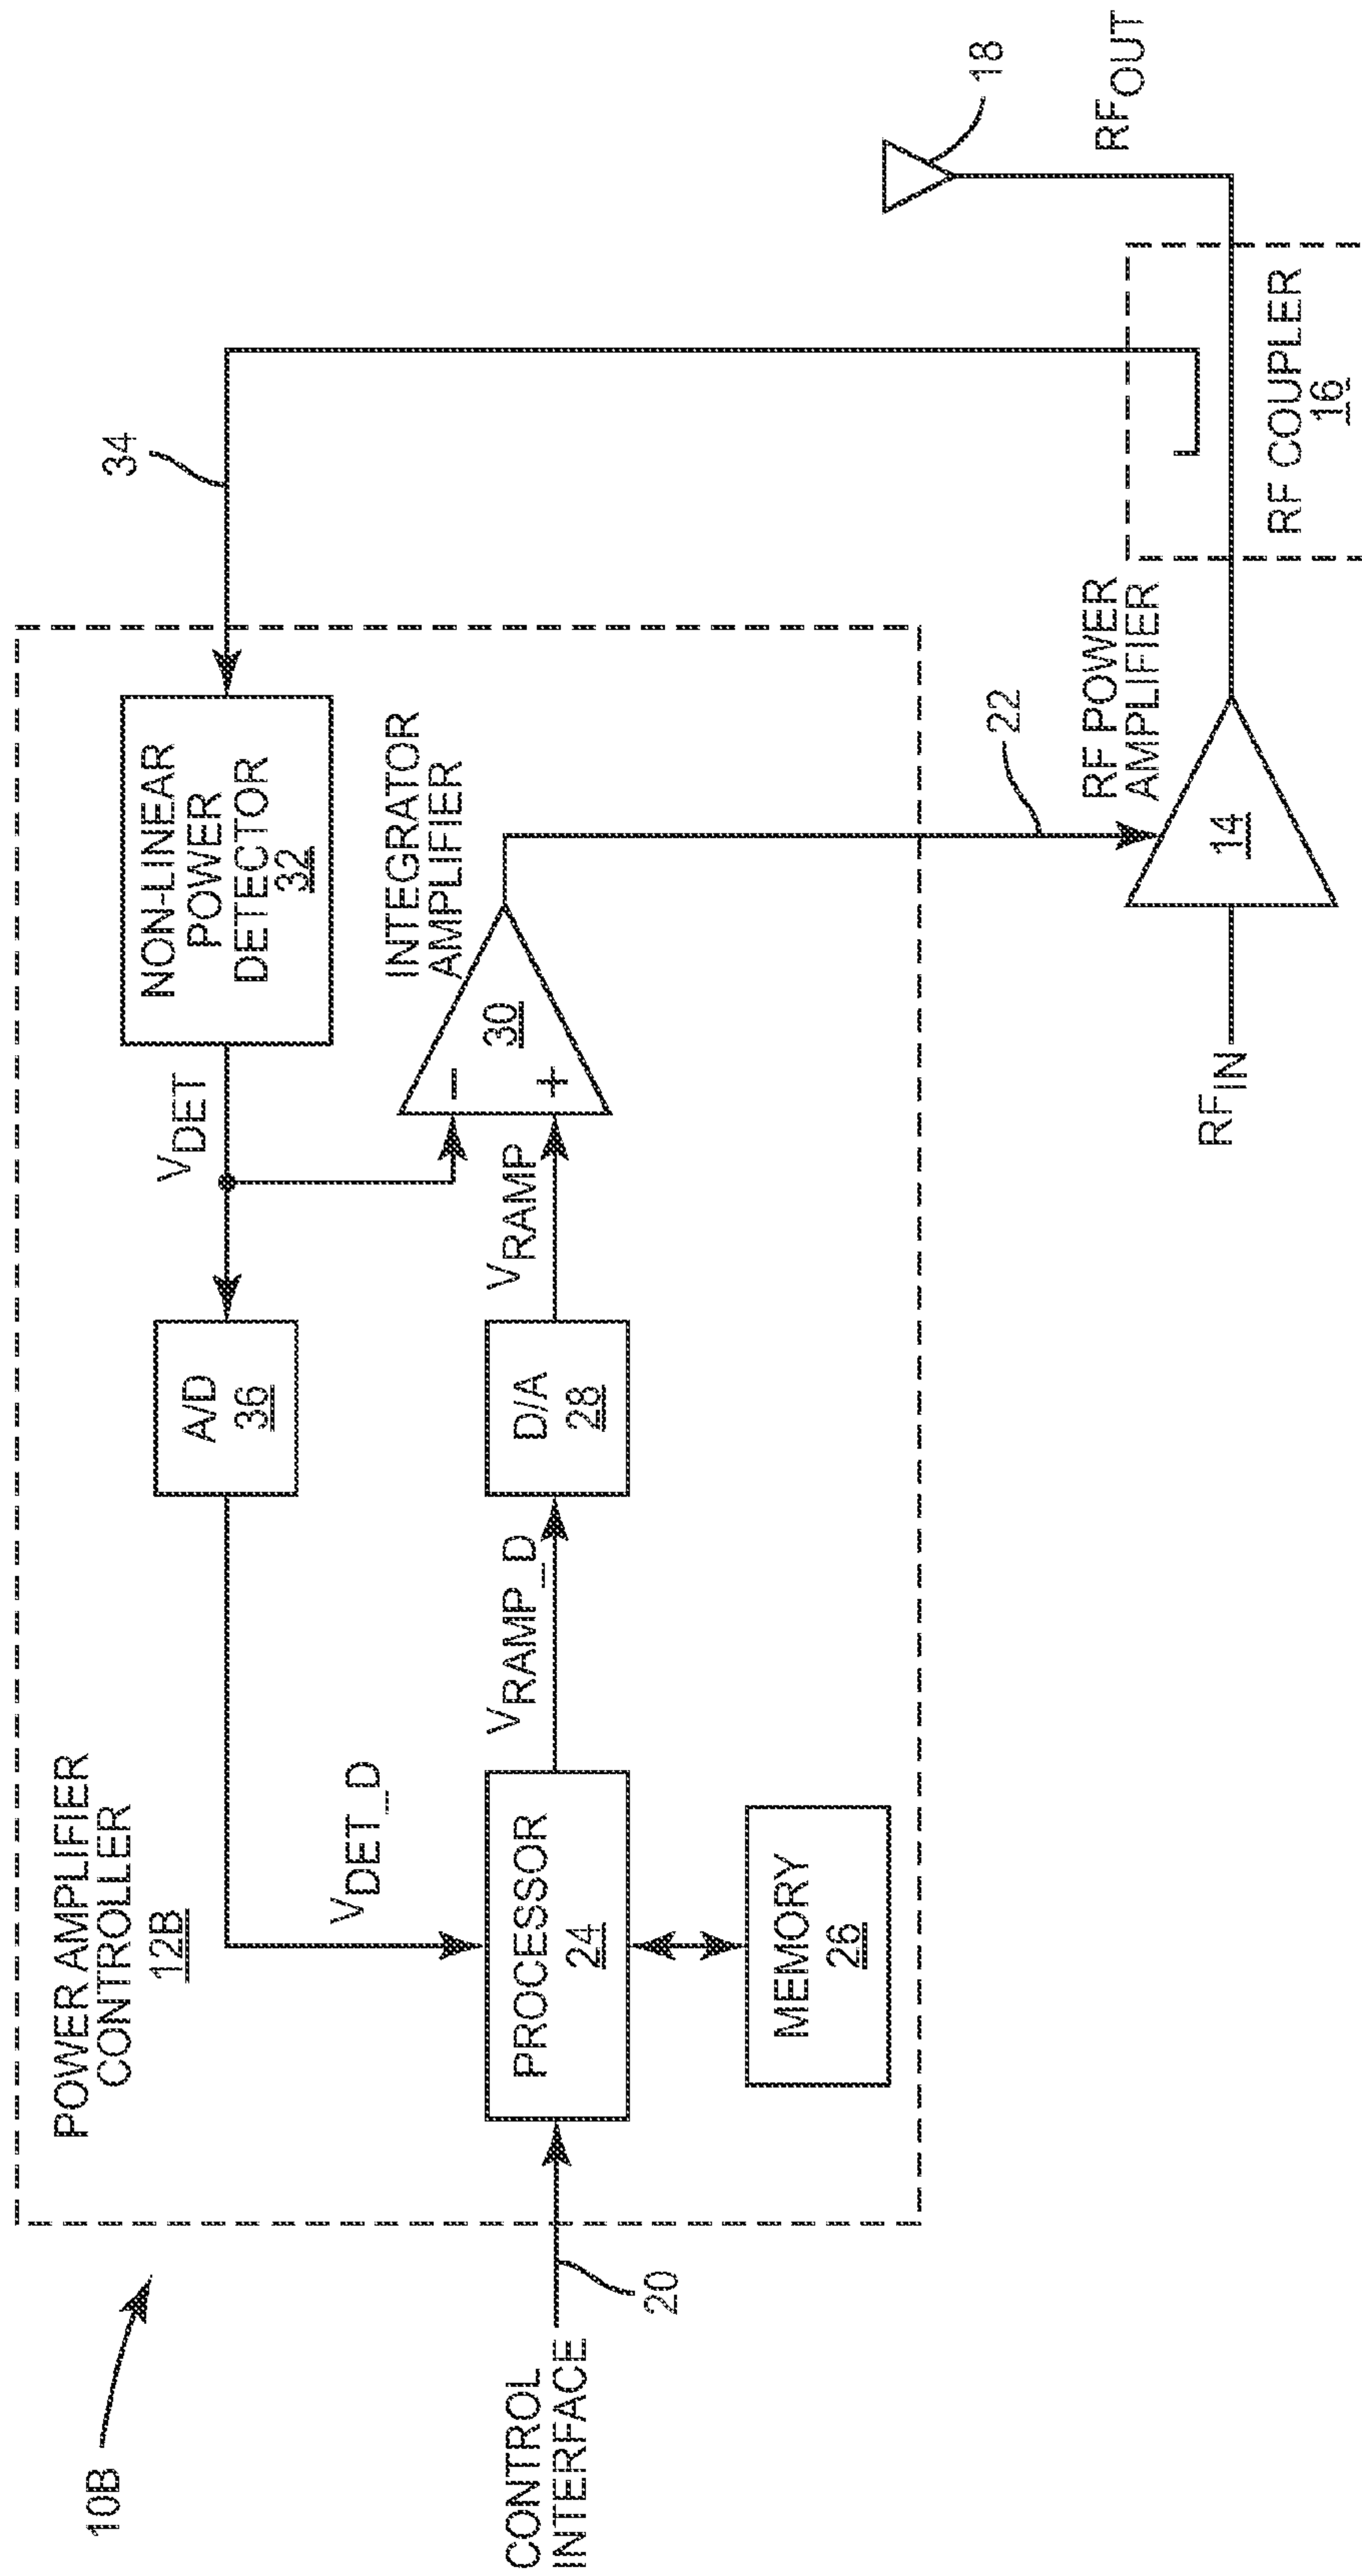 10B
POWER AMPLIFIER
CONTROLLER
12B
34
NON-LINEAR
POWER
DETECTOR
32
V_DET
A/D
36
V_DET_D
INTEGRATOR
AMPLIFIER
30
−
+
V_RAMP
D/A
28
V_RAMP_D
PROCESSOR
24
MEMORY
26
CONTROL
INTERFACE
20
22
RF POWER
AMPLIFIER
14
RF_IN
RF COUPLER
16
18
RF_OUT